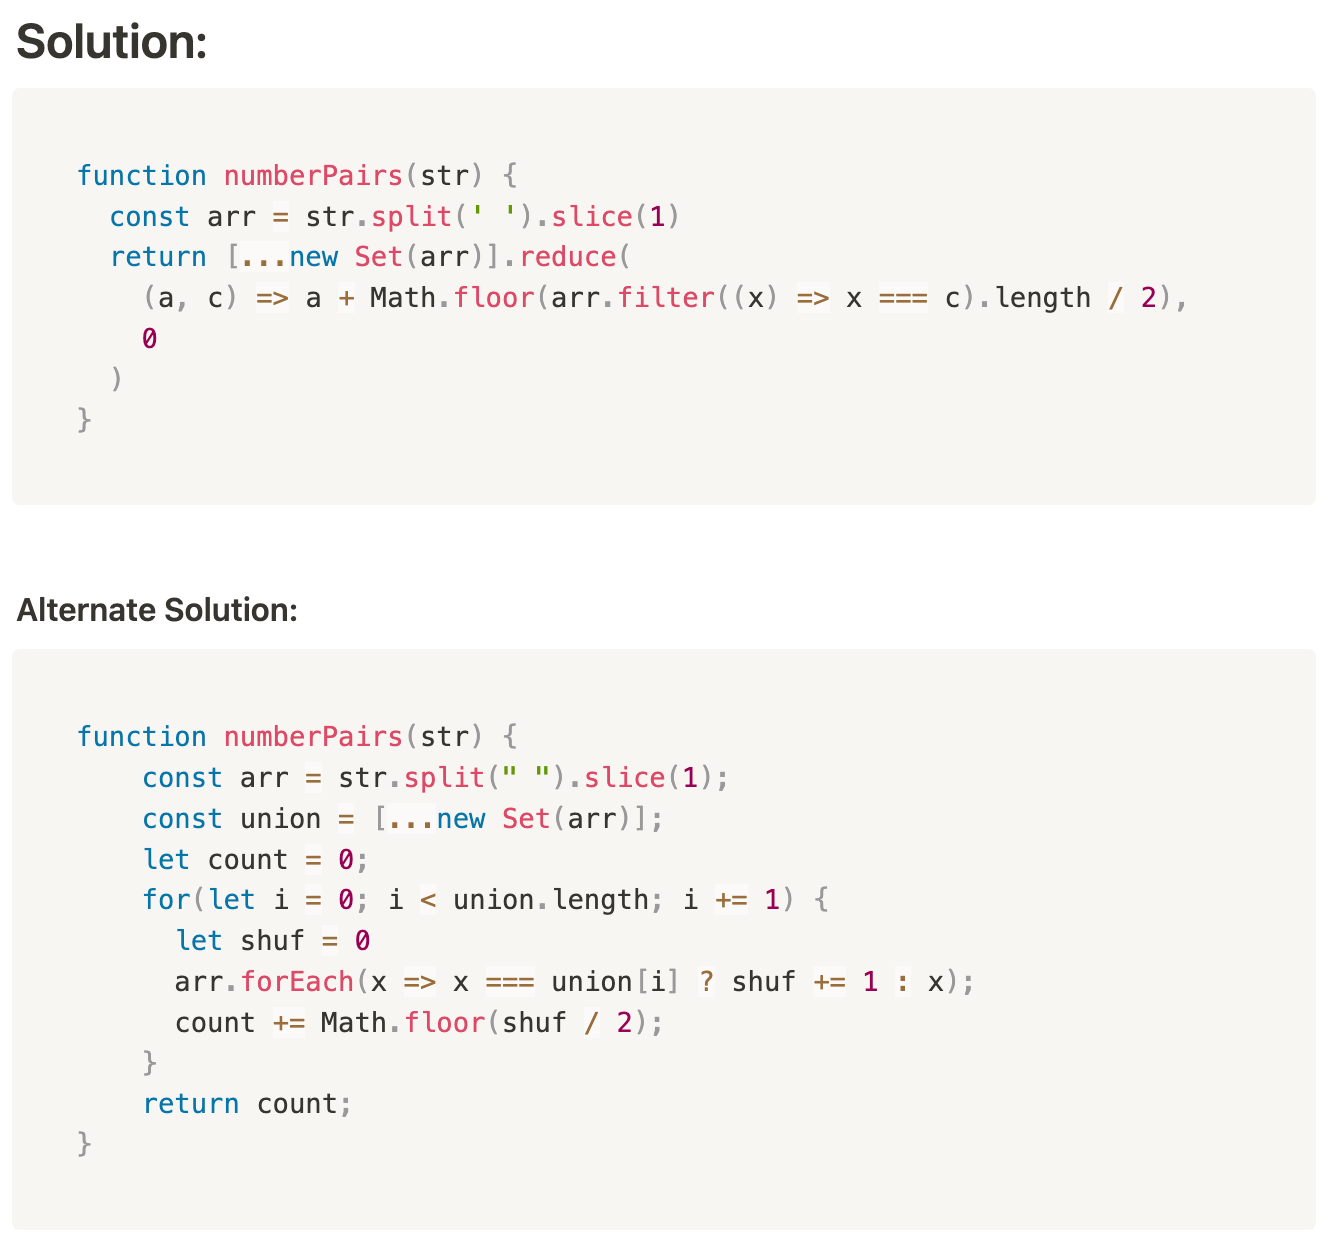 Solution:
function numberPairs(str) {
  const arr = str.split(' ').slice(1)
  return [...new Set(arr)].reduce(
    (a, c) => a + Math.floor(arr.filter((x) => x === c).length / 2),
    0
  )
}
Alternate Solution:
function numberPairs(str) {
    const arr = str.split(" ").slice(1);
    const union = [...new Set(arr)];
    let count = 0;
    for(let i = 0; i < union.length; i += 1) {
      let shuf = 0
      arr.forEach(x => x === union[i] ? shuf += 1 : x);
      count += Math.floor(shuf / 2);
    }
    return count;
}